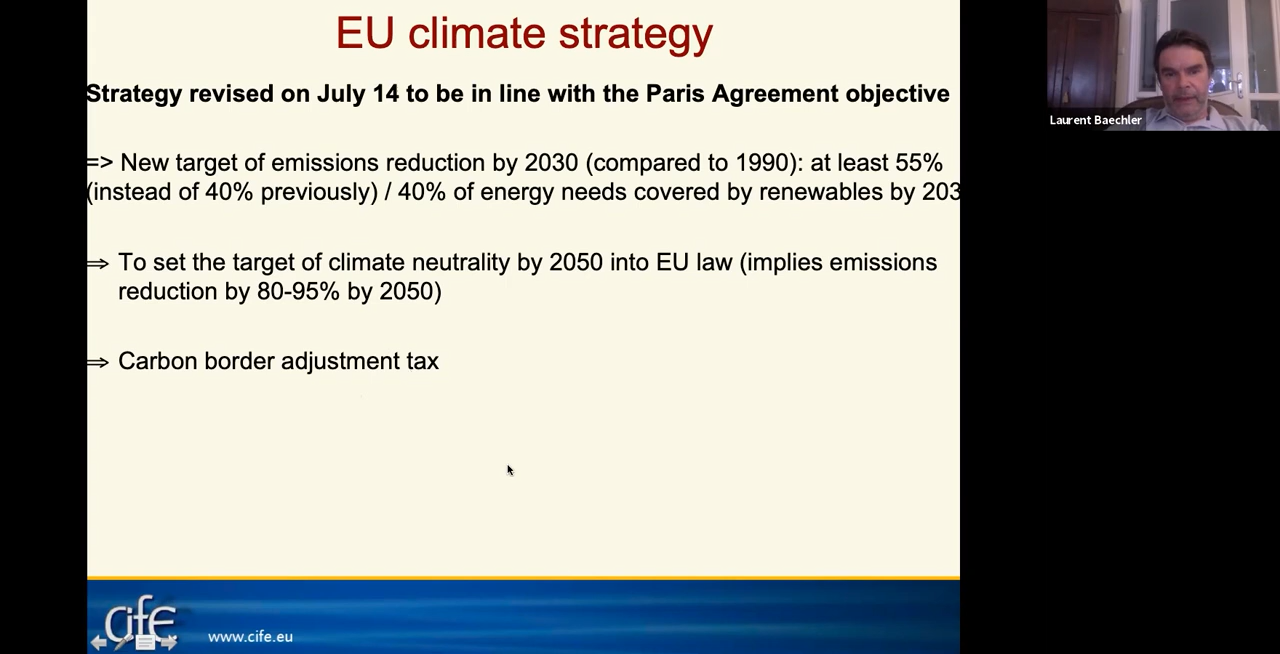 EU climate strategy
Strategy revised on July 14 to be in line with the Paris Agreement objective
=> New target of emissions reduction by 2030 (compared to 1990): at least 55%
(instead of 40% previously) / 40% of energy needs covered by renewables by 203
⇒ To set the target of climate neutrality by 2050 into EU law (implies emissions
reduction by 80-95% by 2050)
⇒ Carbon border adjustment tax
cife
www.cife.eu
Laurent Baechler